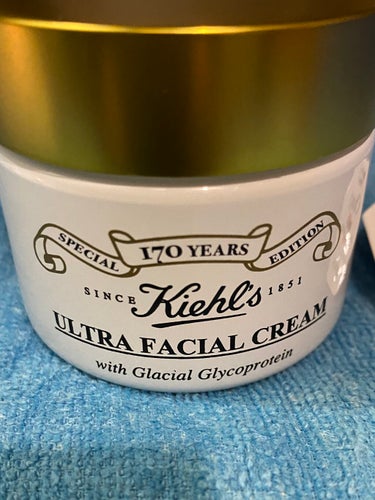 SPECIAL 170 YEARS EDITION
SINCE Kiehl's 1851
ULTRA FACIAL CREAM
with Glacial Glycoprotein